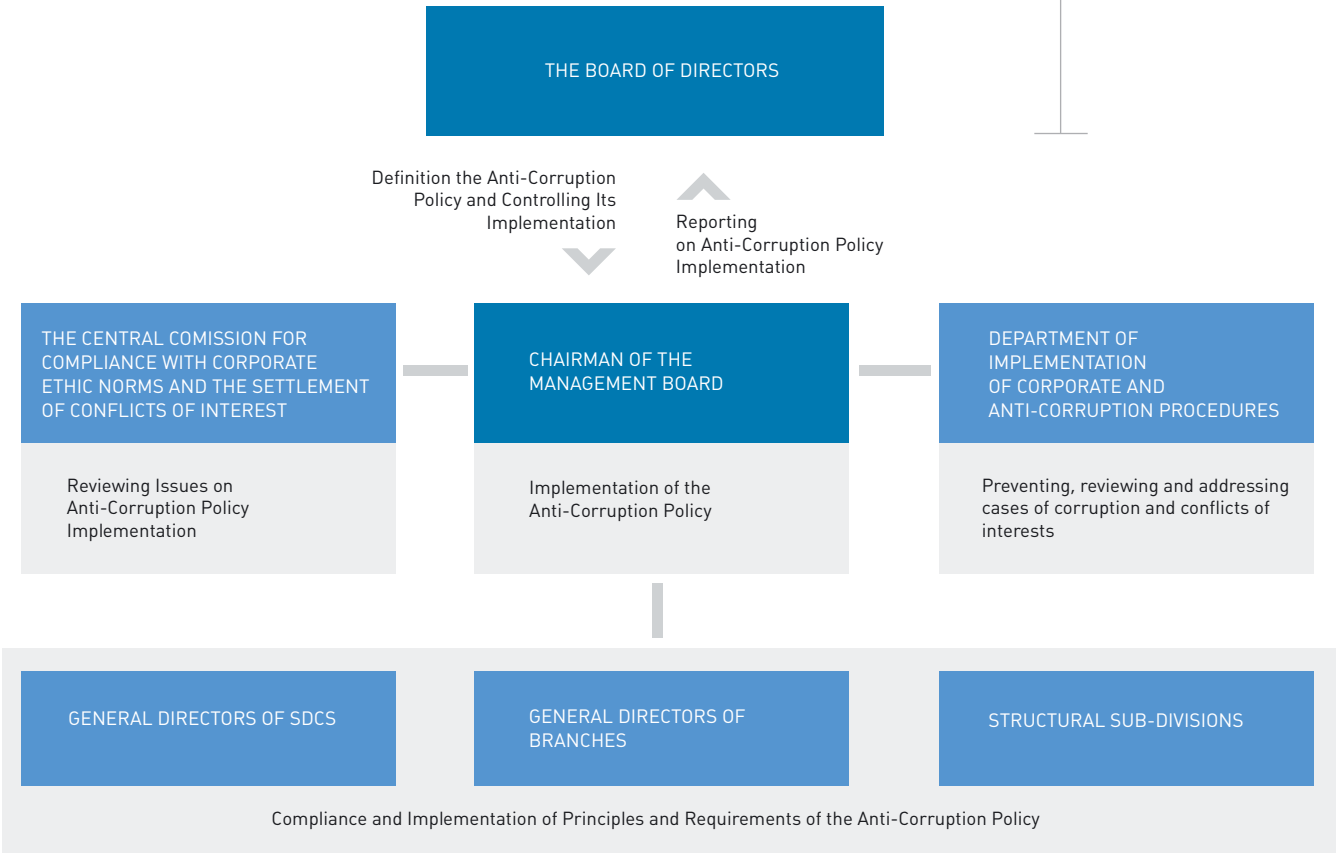 THE BOARD OF DIRECTORS
Definition the Anti-Corruption
Policy and Controlling Its
Implementation
Reporting
on Anti-Corruption Policy
Implementation
THE CENTRAL COMISSION FOR
COMPLIANCE WITH CORPORATE
ETHIC NORMS AND THE SETTLEMENT
OF CONFLICTS OF INTEREST
Reviewing Issues on
Anti-Corruption Policy
Implementation
CHAIRMAN OF THE
MANAGEMENT BOARD
Implementation of the
Anti-Corruption Policy
DEPARTMENT OF
IMPLEMENTATION
OF CORPORATE AND
ANTI-CORRUPTION PROCEDURES
Preventing, reviewing and addressing
cases of corruption and conflicts of
interests
GENERAL DIRECTORS OF SDCS
GENERAL DIRECTORS OF
BRANCHES
STRUCTURAL SUB-DIVISIONS
Compliance and Implementation of Principles and Requirements of the Anti-Corruption Policy